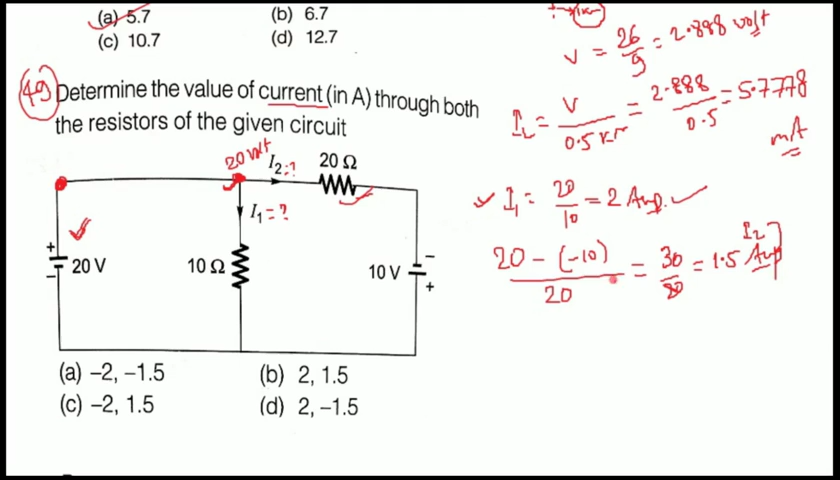 (a) 5.7 (b) 6.7
(c) 10.7 (d) 12.7
v = 26/9 = 2.888 volt
I_L = V / 0.5 = 2.888 / 0.5 = 5.7778 mA
49 Determine the value of current (in A) through both
the resistors of the given circuit
20 volt
I2 = ? 20 Ω
I1 = ?
+
−
20 V
10 Ω
10 V
−
+
I1 = 20/10 = 2 Amp.
20 − (−10) / 20 = 30/20 = 1.5 Amp
I2
(a) −2, −1.5 (b) 2, 1.5
(c) −2, 1.5 (d) 2, −1.5